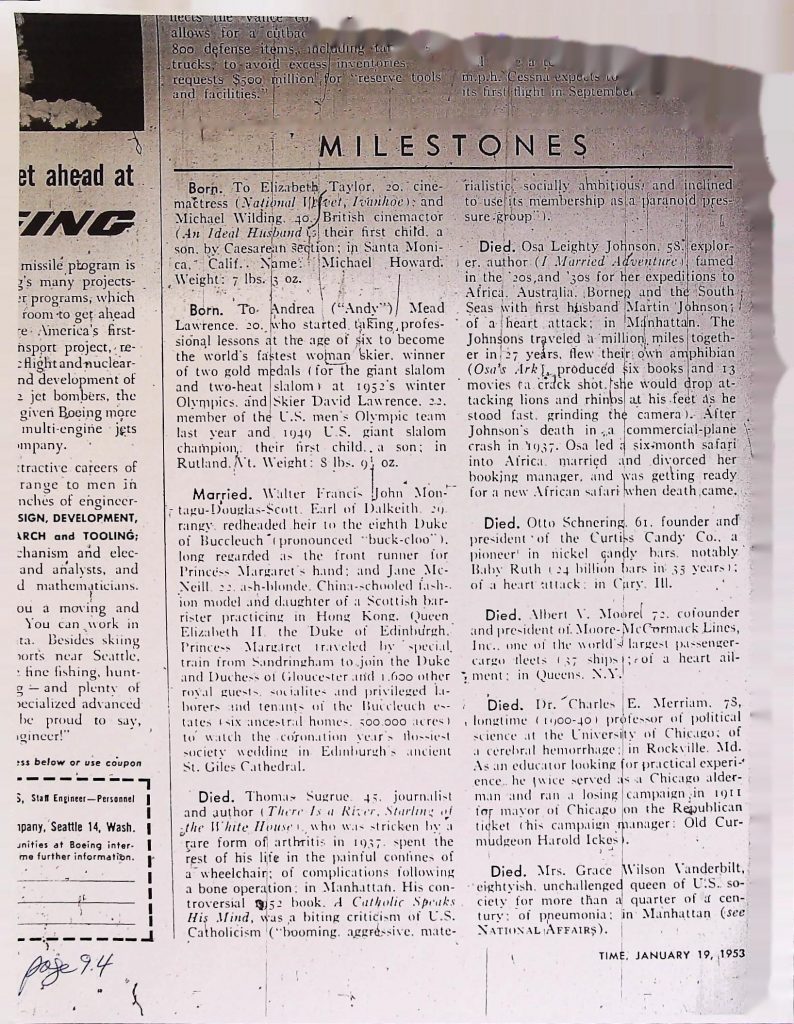 allows for a cutbac
800 defense items, including
trucks, to avoid excess inventories,
requests $500 million for "reserve tools
and facilities."
m.p.h. Cessna expects to
its first flight in September.
MILESTONES
et ahead at
EING
missile program is
g's many projects-
er programs, which
room to get ahead
re America's first-
nsport project, re-
flight and nuclear-
nd development of
2 jet bombers, the
given Boeing more
multi-engine jets
ompany.
ttractive careers of
range to men in
nches of engineer-
SIGN, DEVELOPMENT,
ARCH and TOOLING;
chanism and elec-
and analysts, and
d mathematicians.
ou a moving and
You can work in
ta. Besides skiing
ports near Seattle,
fine fishing, hunt-
g — and plenty of
pecialized advanced
be proud to say,
ngineer!"
ess below or use coupon
S, Staff Engineer—Personnel
mpany, Seattle 14, Wash.
unities at Boeing inter-
me further information.
Born. To Elizabeth Taylor, 20, cine-
mactress (National Velvet, Ivanhoe); and
Michael Wilding, 40, British cinemactor
(An Ideal Husband); their first child, a
son, by Caesarean section; in Santa Moni-
ca, Calif. Name: Michael Howard.
Weight: 7 lbs. 3 oz.
Born. To Andrea ("Andy") Mead
Lawrence, 20, who started taking profes-
sional lessons at the age of six to become
the world's fastest woman skier, winner
of two gold medals (for the giant slalom
and two-heat slalom) at 1952's winter
Olympics, and Skier David Lawrence, 22,
member of the U.S. men's Olympic team
last year and 1949 U.S. giant slalom
champion; their first child, a son; in
Rutland, Vt. Weight: 8 lbs. 9½ oz.
Married. Walter Francis John Mon-
tagu-Douglas-Scott, Earl of Dalkeith, 29,
rangy, redheaded heir to the eighth Duke
of Buccleuch (pronounced "buck-cloo"),
long regarded as the front runner for
Princess Margaret's hand; and Jane Mc-
Neill, 22, ash-blonde, China-schooled fash-
ion model and daughter of a Scottish bar-
rister practicing in Hong Kong. Queen
Elizabeth II, the Duke of Edinburgh,
Princess Margaret traveled by special
train from Sandringham to join the Duke
and Duchess of Gloucester and 1,600 other
royal guests, socialites and privileged la-
borers and tenants of the Buccleuch es-
tates (six ancestral homes, 500,000 acres)
to watch the coronation year's flossiest
society wedding in Edinburgh's ancient
St. Giles Cathedral.
Died. Thomas Sugrue, 45, journalist
and author (There Is a River, Starling of
the White House), who was stricken by a
rare form of arthritis in 1937, spent the
rest of his life in the painful confines of
a wheelchair; of complications following
a bone operation; in Manhattan. His con-
troversial 1952 book, A Catholic Speaks
His Mind, was a biting criticism of U.S.
Catholicism ("booming, aggressive, mate-
rialistic, socially ambitious, and inclined
to use its membership as a paranoid pres-
sure group").
Died. Osa Leighty Johnson, 58, explor-
er, author (I Married Adventure), famed
in the '20s and '30s for her expeditions to
Africa, Australia, Borneo and the South
Seas with first husband Martin Johnson;
of a heart attack; in Manhattan. The
Johnsons traveled a million miles togeth-
er in 27 years, flew their own amphibian
(Osa's Ark), produced six books and 13
movies (a crack shot, she would drop at-
tacking lions and rhinos at his feet as he
stood fast, grinding the camera). After
Johnson's death in a commercial-plane
crash in 1937, Osa led a six-month safari
into Africa, married and divorced her
booking manager, and was getting ready
for a new African safari when death came.
Died. Otto Schnering, 61, founder and
president of the Curtiss Candy Co., a
pioneer in nickel candy bars, notably
Baby Ruth (24 billion bars in 35 years);
of a heart attack; in Cary, Ill.
Died. Albert V. Moore, 72, cofounder
and president of Moore-McCormack Lines,
Inc., one of the world's largest passenger-
cargo fleets (37 ships); of a heart ail-
ment; in Queens, N.Y.
Died. Dr. Charles E. Merriam, 78,
longtime (1900-40) professor of political
science at the University of Chicago; of
a cerebral hemorrhage; in Rockville, Md.
As an educator looking for practical experi-
ence, he twice served as a Chicago alder-
man and ran a losing campaign in 1911
for mayor of Chicago on the Republican
ticket (his campaign manager: Old Cur-
mudgeon Harold Ickes).
Died. Mrs. Grace Wilson Vanderbilt,
eightyish, unchallenged queen of U.S. so-
ciety for more than a quarter of a cen-
tury; of pneumonia; in Manhattan (see
NATIONAL AFFAIRS).
TIME, JANUARY 19, 1953
page 94